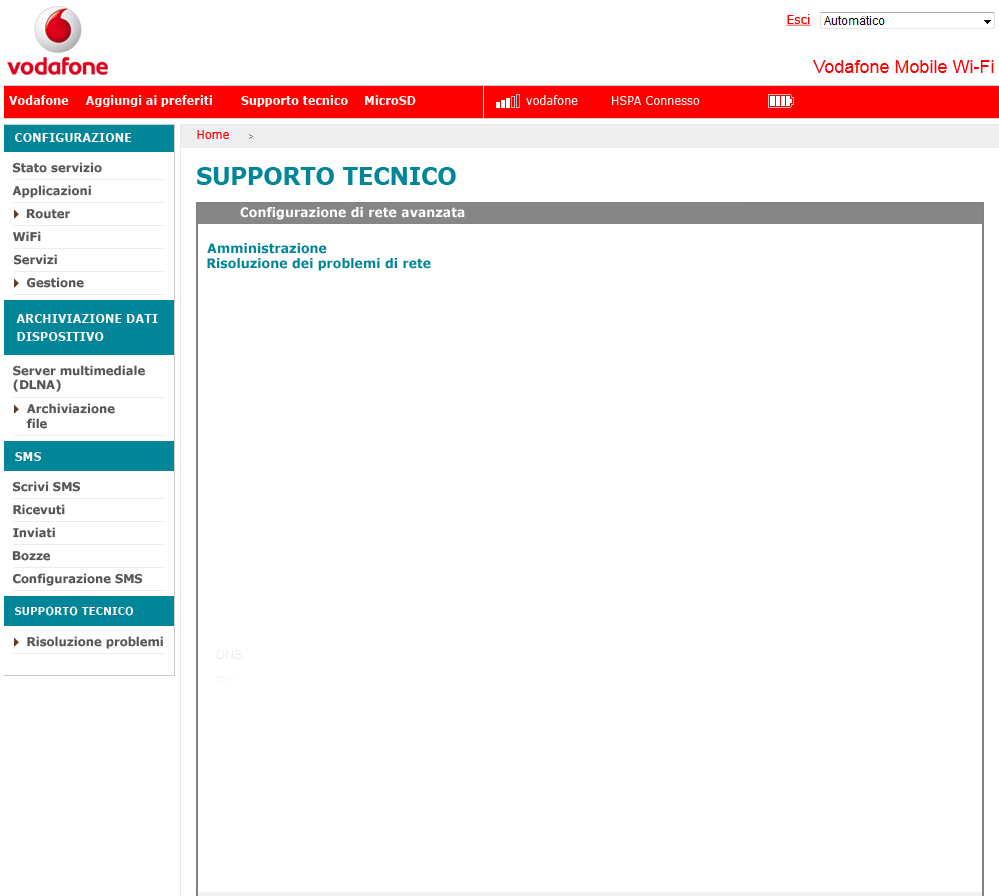 Esci
Automático
vodafone
Vodafone Mobile Wi-Fi
Vodafone Aggiungi ai preferiti Supporto tecnico MicroSD vodafone HSPA Connesso
CONFIGURAZIONE
Stato servizio
Applicazioni
Router
WiFi
Servizi
Gestione
ARCHIVIAZIONE DATI
DISPOSITIVO
Server multimediale
(DLNA)
Archiviazione
file
SMS
Scrivi SMS
Ricevuti
Inviati
Bozze
Configurazione SMS
SUPPORTO TECNICO
Risoluzione problemi
Home >
SUPPORTO TECNICO
Configurazione di rete avanzata
Amministrazione
Risoluzione dei problemi di rete
DNS: